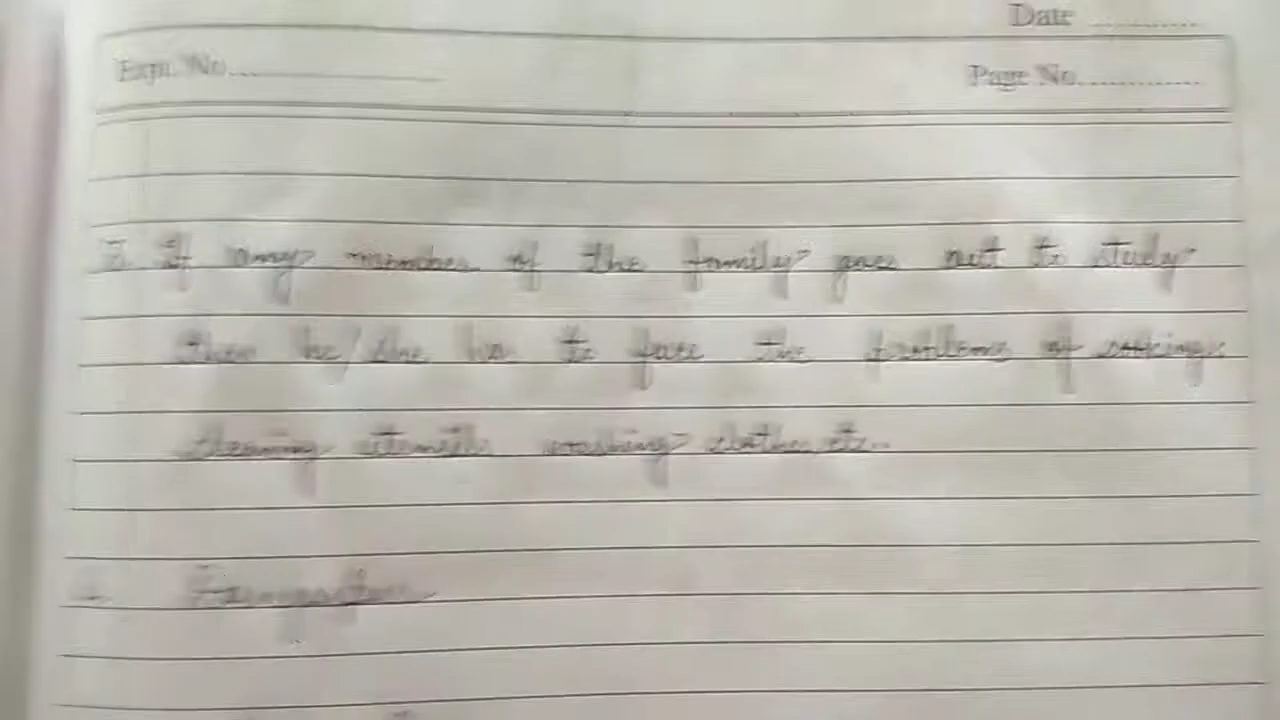 Date ............
Expt. No..............................
Page No...............
7. If any member of the family goes out to study
then he/she has to face the problems of cooking,
cleaning utensils washing clothes, etc.